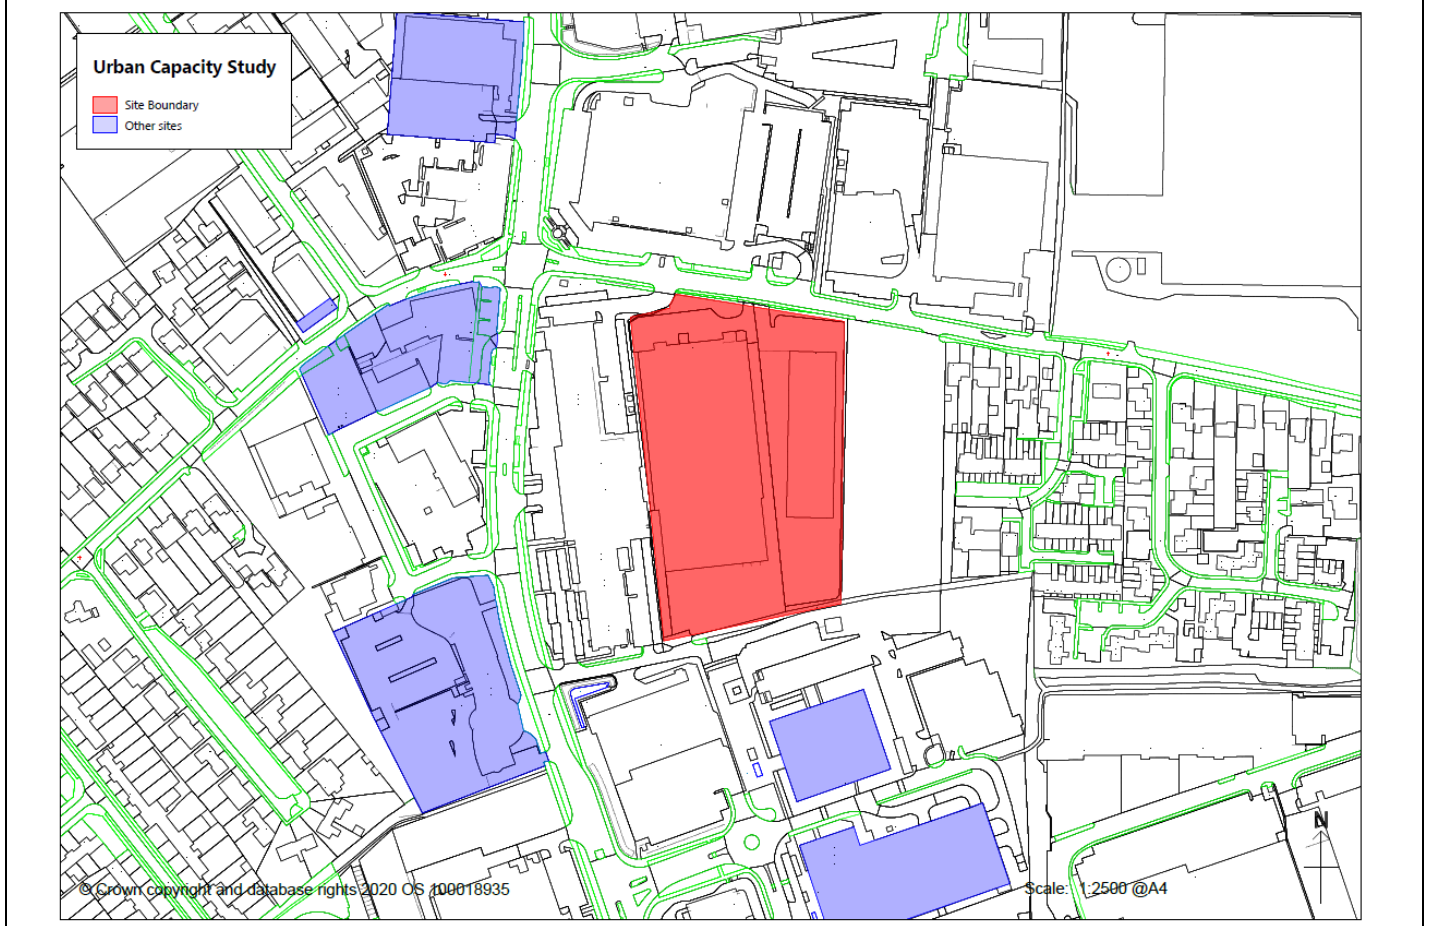 Urban Capacity Study
Site Boundary
Other sites
N
© Crown copyright and database rights 2020 OS 100018935
Scale: 1:2500 @A4